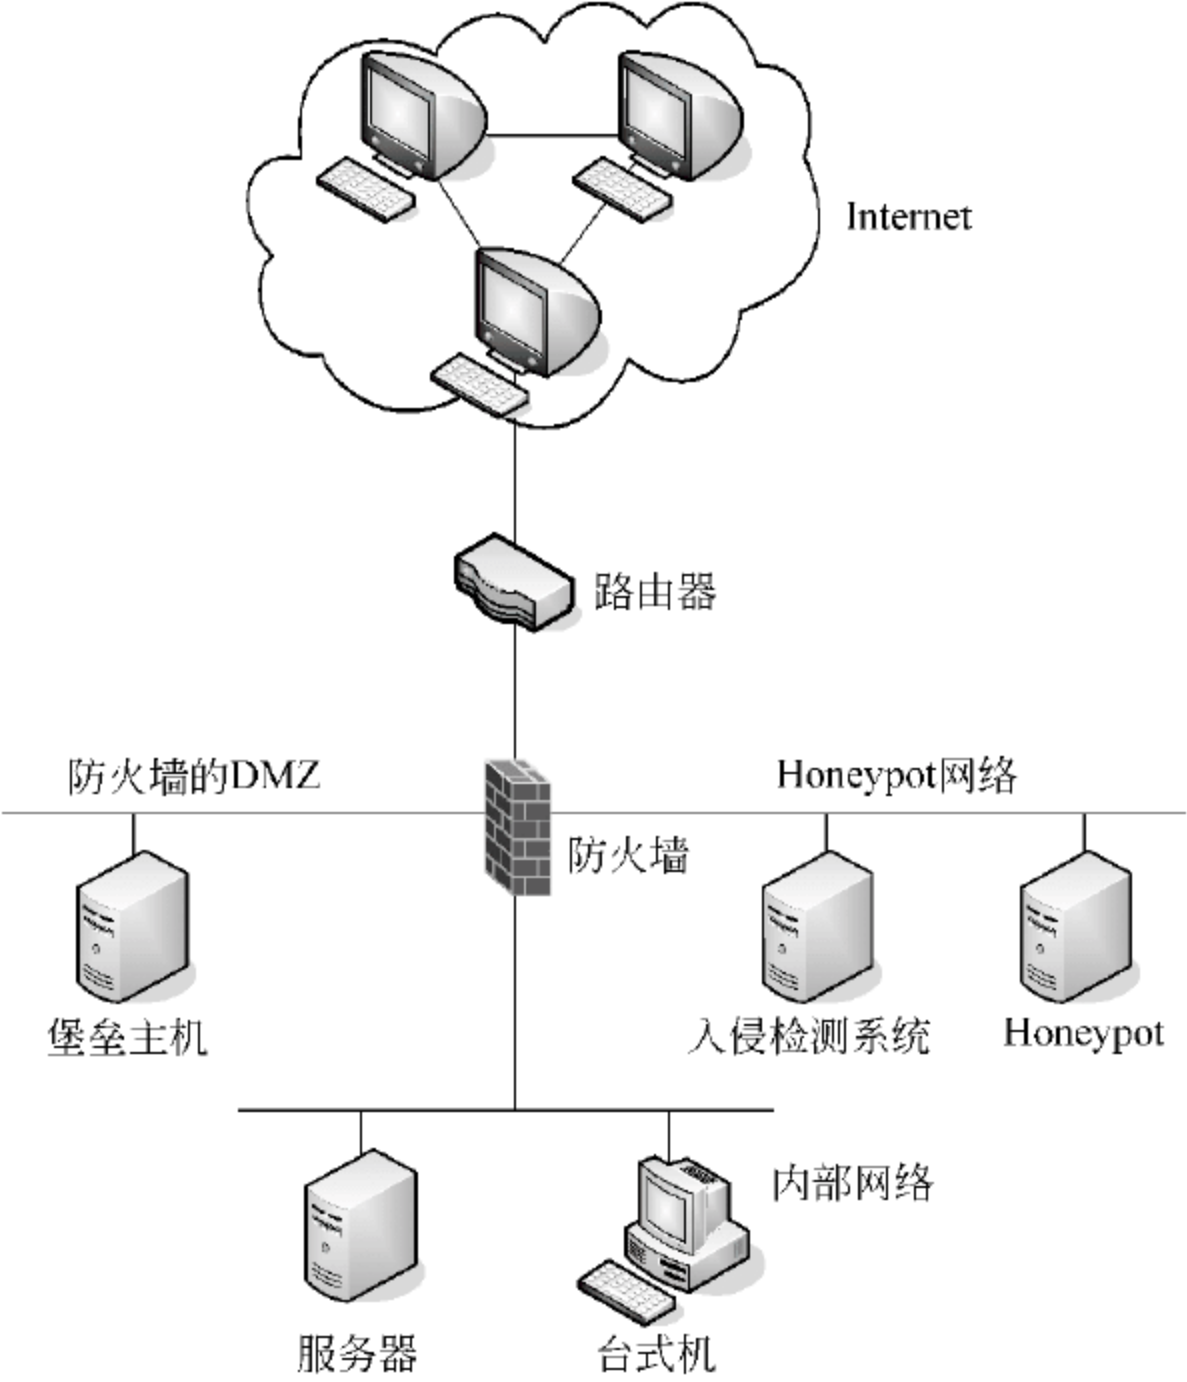 Internet
路由器
防火墙的DMZ
Honeypot网络
防火墙
堡垒主机
入侵检测系统
Honeypot
内部网络
服务器
台式机